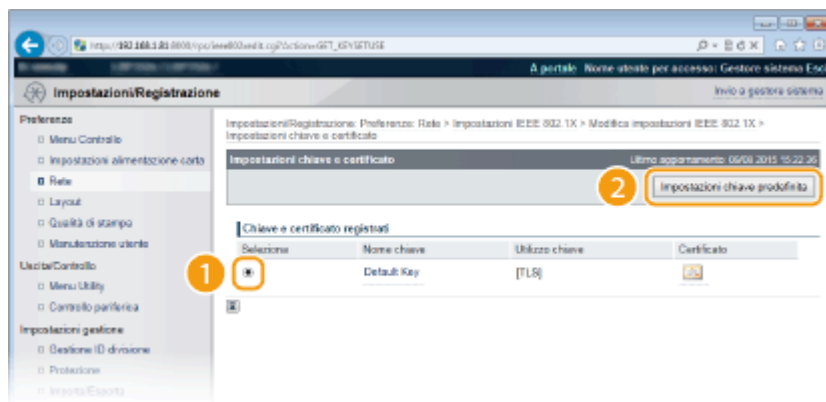 A portale Nome utente per accesso: Gestore sistema
Impostazioni/Registrazione
Invio a gestore sistema
Preferenze
Menu Controllo
Impostazioni alimentazione carta
Rete
Layout
Qualità di stampa
Manutenzione utente
Uscita/Controllo
Menu Utility
Controllo periferica
Impostazioni gestione
Gestione ID divisione
Protezione
Importa/Esporta
Impostazioni/Registrazione: Preferenze: Rete > Impostazioni IEEE 802.1X > Modifica impostazioni IEEE 802.1X >
Impostazioni chiave e certificato
Impostazioni chiave e certificato
Ultimo aggiornamento: 2015 15:22:36
2
Impostazioni chiave predefinita
Chiave e certificato registrati
Selezione Nome chiave Utilizzo chiave Certificato
1
Default Key [TLS]